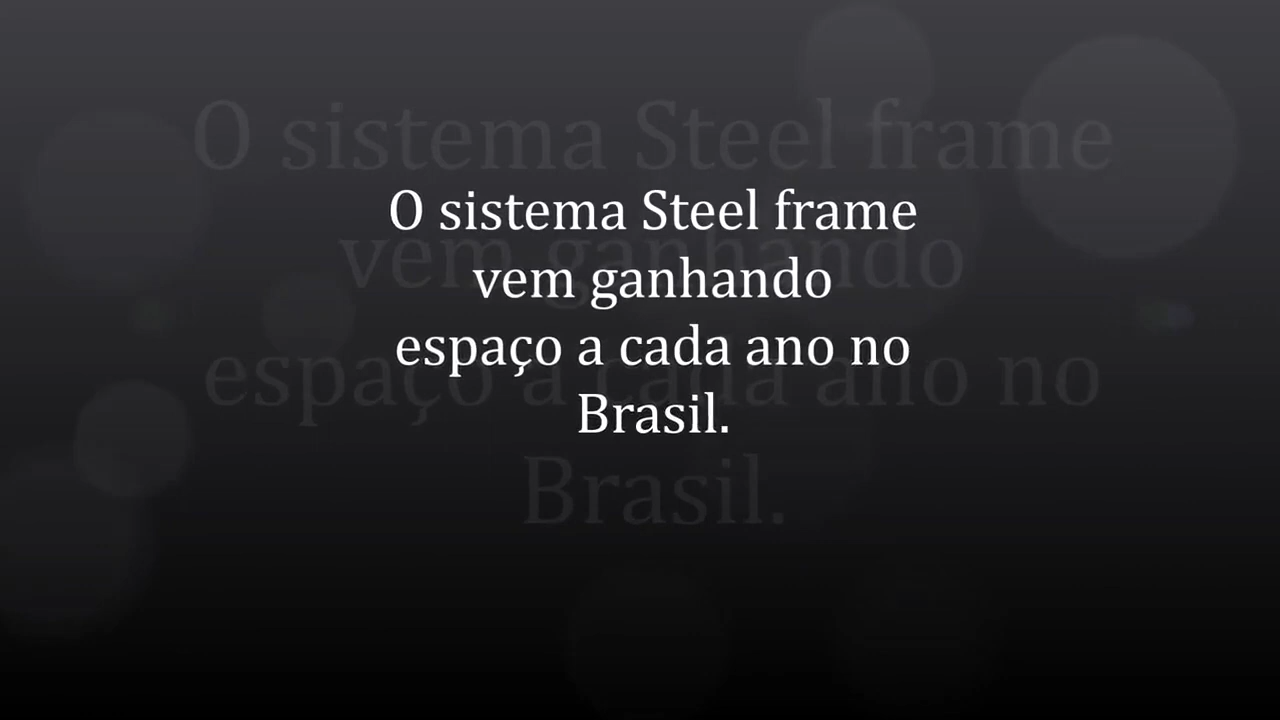 O sistema Steel frame
vem ganhando
espaço a cada ano no
Brasil.